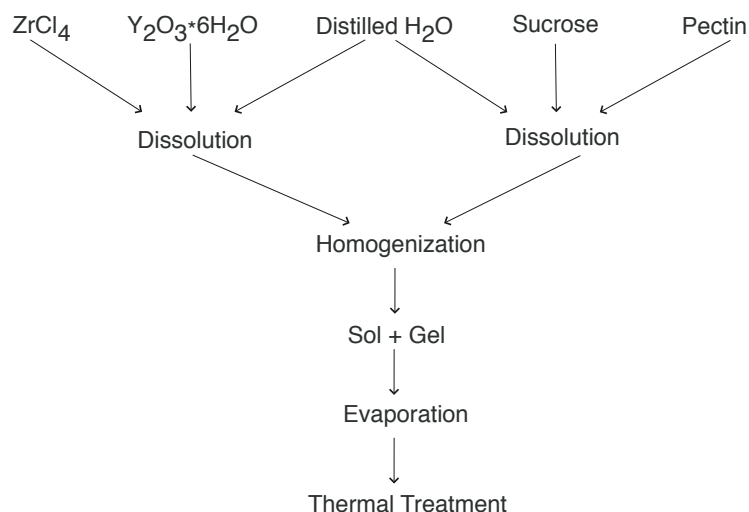 ZrCl4 Y2O3*6H2O Distilled H2O Sucrose Pectin
Dissolution Dissolution
Homogenization
Sol + Gel
Evaporation
Thermal Treatment